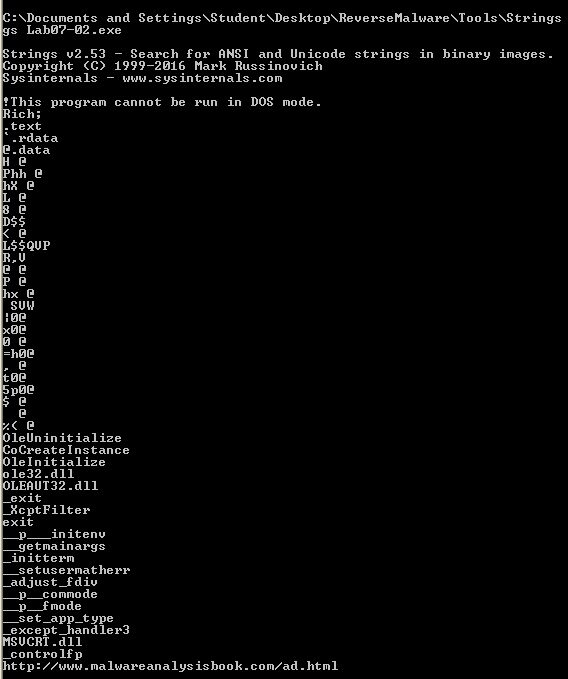 C:\Documents and Settings\Student\Desktop\ReverseMalware\Tools\Strings
gs Lab07-02.exe
Strings v2.53 - Search for ANSI and Unicode strings in binary images.
Copyright (C) 1999-2016 Mark Russinovich
Sysinternals - www.sysinternals.com
!This program cannot be run in DOS mode.
Rich;
.text
`.rdata
@.data
H @
Phh @
hX @
L @
8 @
D$$
< @
L$$QVP
R,V
@ @
P @
hx @
SVW
|0@
x0@
0 @
=h0@
, @
t0@
5p0@
$ @
@
%( @
OleUninitialize
CoCreateInstance
OleInitialize
ole32.dll
OLEAUT32.dll
_exit
_XcptFilter
exit
__p___initenv
__getmainargs
_initterm
__setusermatherr
_adjust_fdiv
__p__commode
__p__fmode
__set_app_type
_except_handler3
MSVCRT.dll
_controlfp
http://www.malwareanalysisbook.com/ad.html